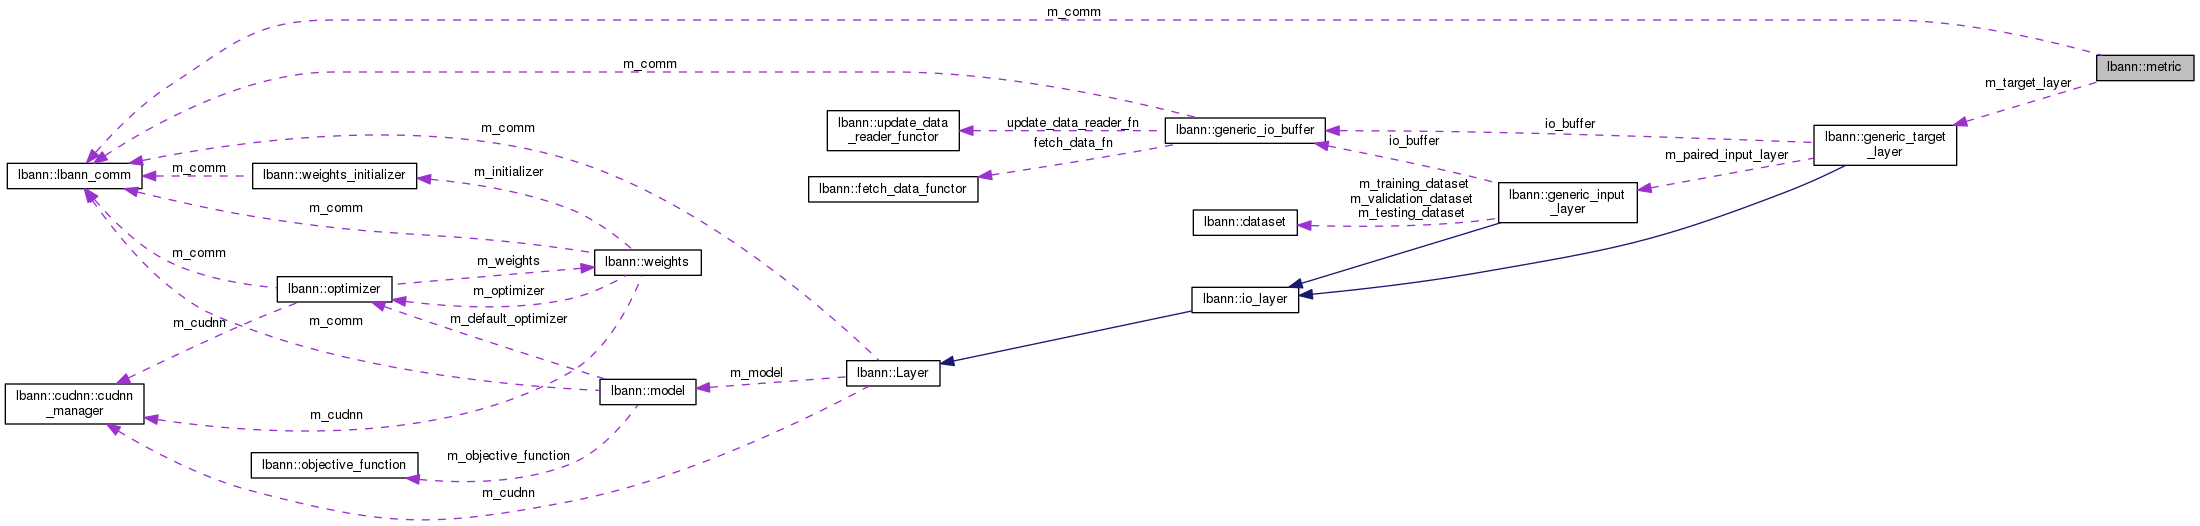 m_comm
lbann::metric
m_comm
m_target_layer
lbann::update_data
_reader_functor
update_data_reader_fn
lbann::generic_io_buffer
io_buffer
lbann::generic_target
_layer
m_comm
fetch_data_fn
io_buffer
m_paired_input_layer
lbann::lbann_comm
m_comm
lbann::weights_initializer
m_initializer
lbann::fetch_data_functor
m_training_dataset
m_validation_dataset
m_testing_dataset
lbann::generic_input
_layer
m_comm
lbann::dataset
m_comm
lbann::optimizer
m_weights
lbann::weights
m_optimizer
lbann::io_layer
m_cudnn
m_comm
m_default_optimizer
lbann::cudnn::cudnn
_manager
m_cudnn
lbann::model
m_model
lbann::Layer
lbann::objective_function
m_objective_function
m_cudnn